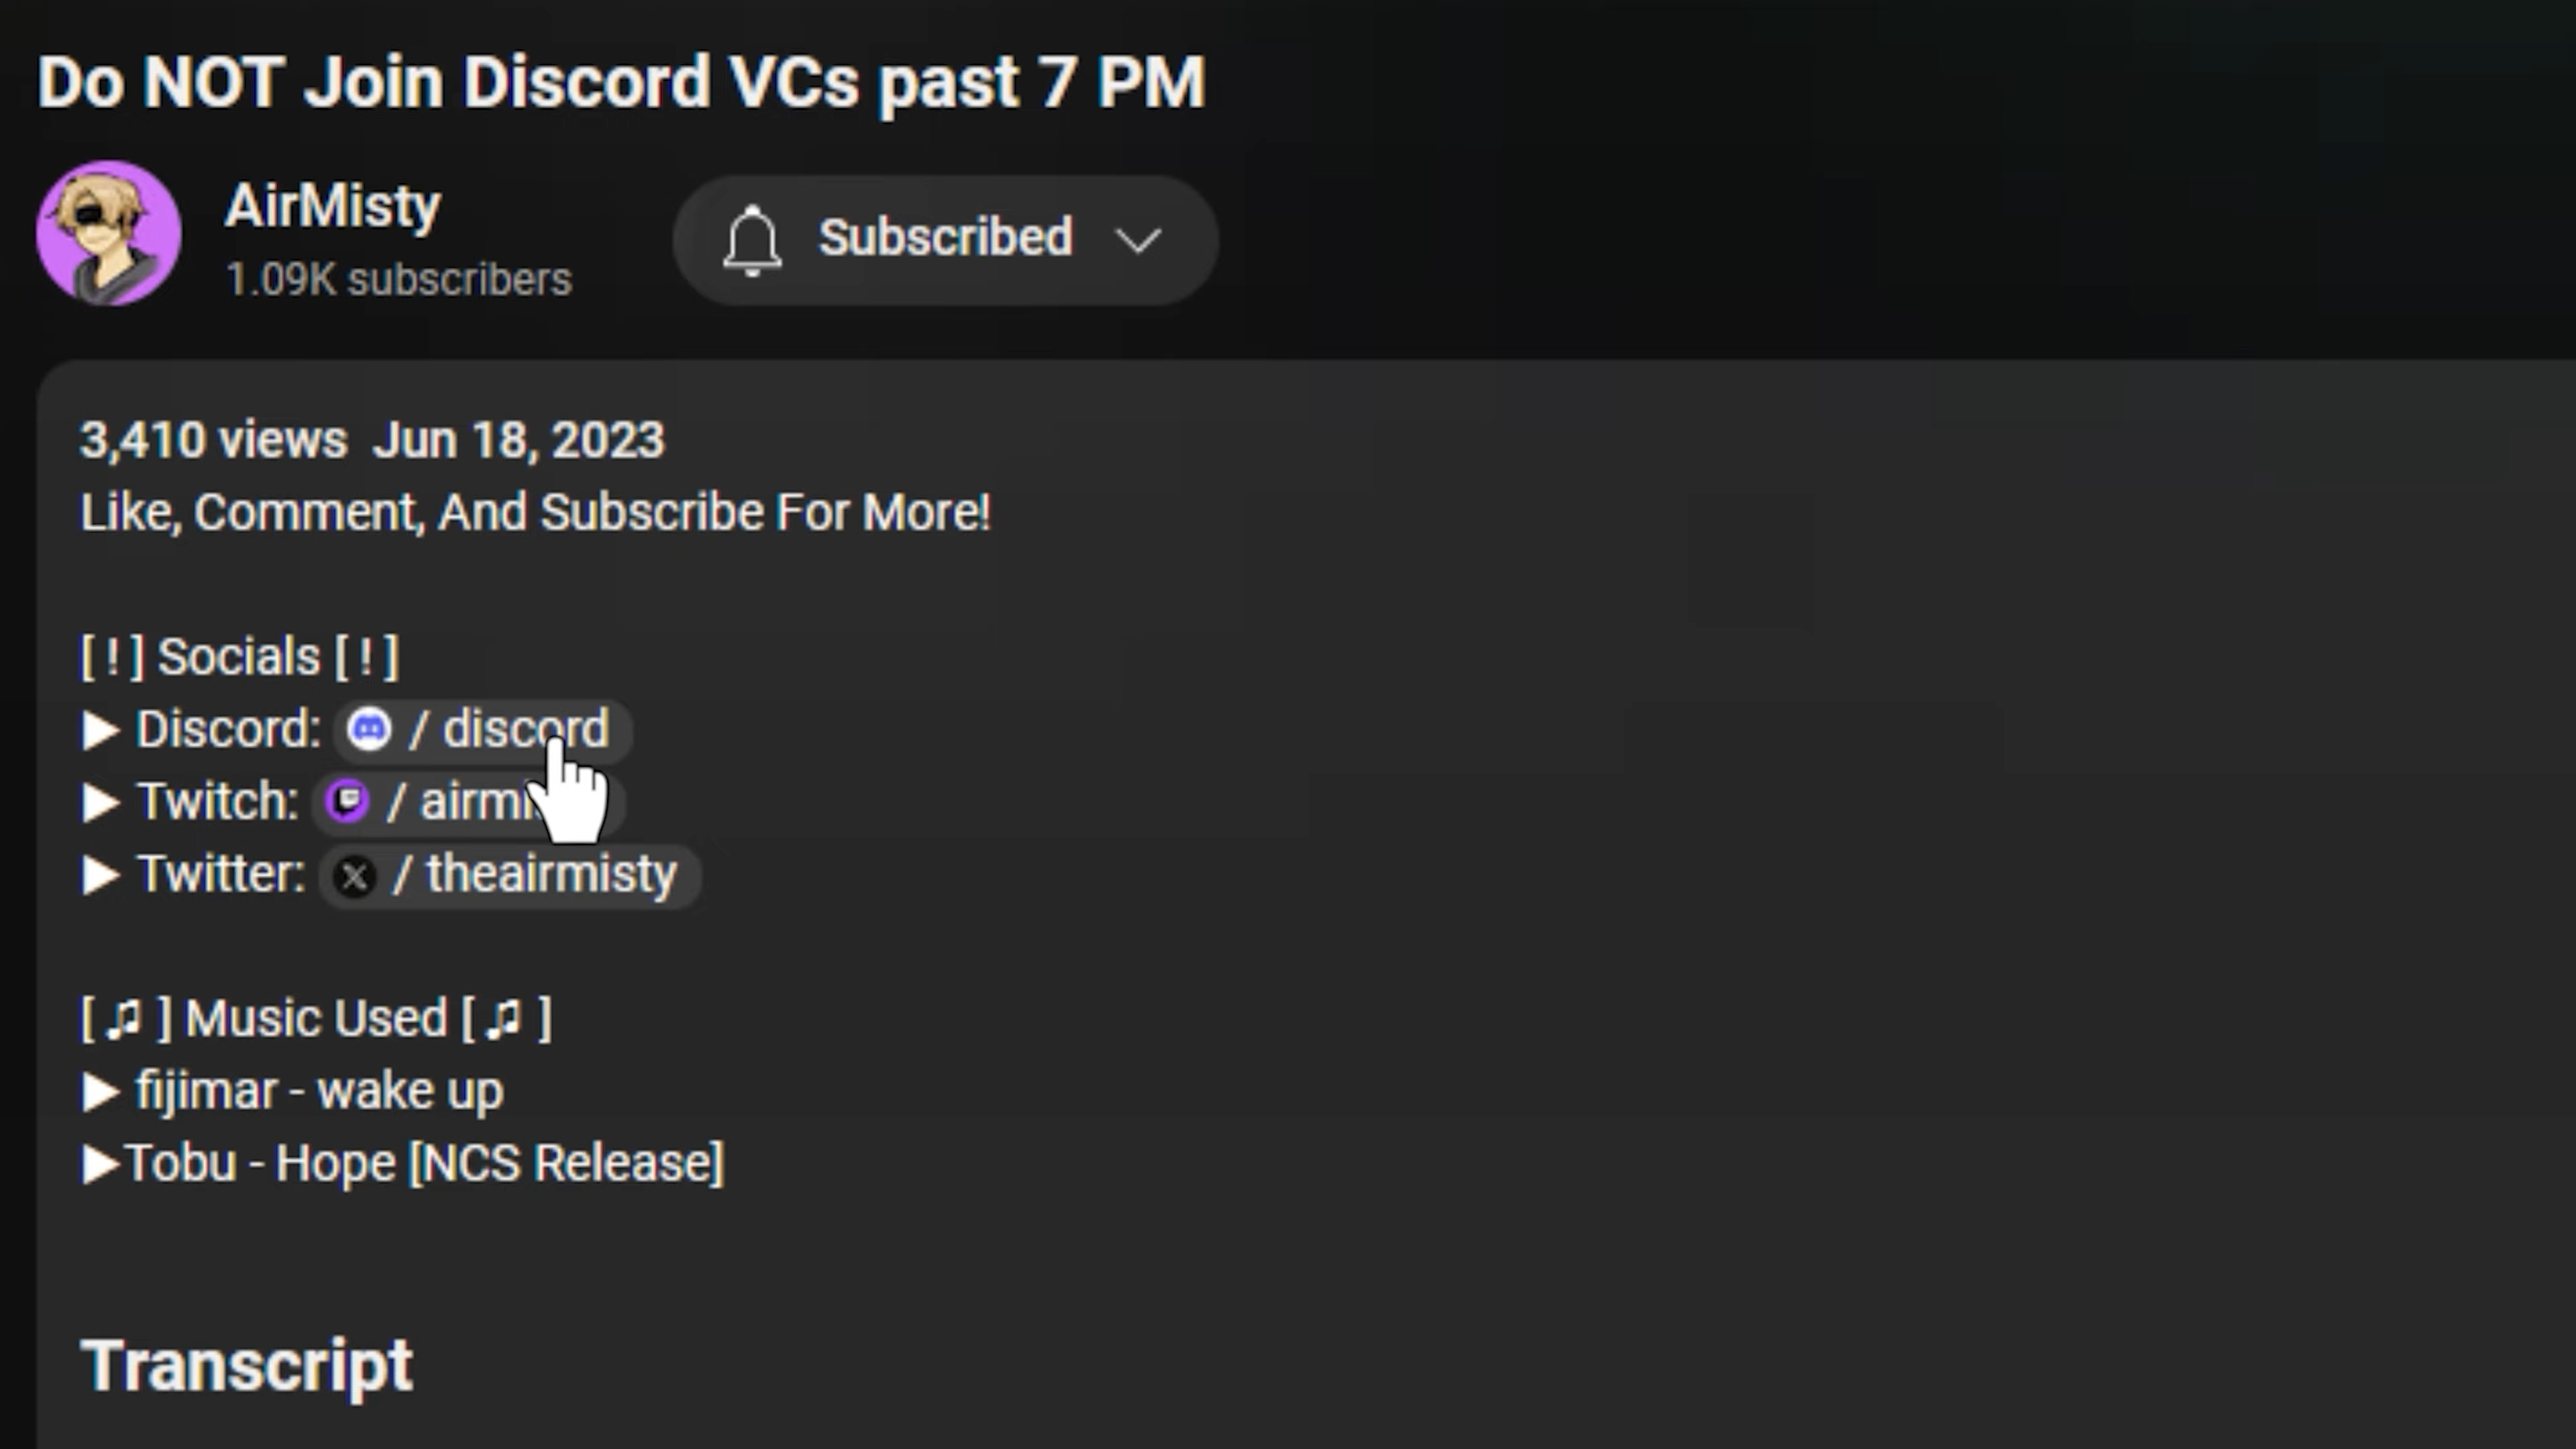 Do NOT Join Discord VCs past 7 PM
AirMisty
1.09K subscribers
Subscribed
3,410 views Jun 18, 2023
Like, Comment, And Subscribe For More!
[ ! ] Socials [ ! ]
▶ Discord: / discord
▶ Twitch: /
▶ Twitter: / theairmisty
[ ♫ ] Music Used [ ♫ ]
▶ fijimar - wake up
▶Tobu - Hope [NCS Release]
Transcript